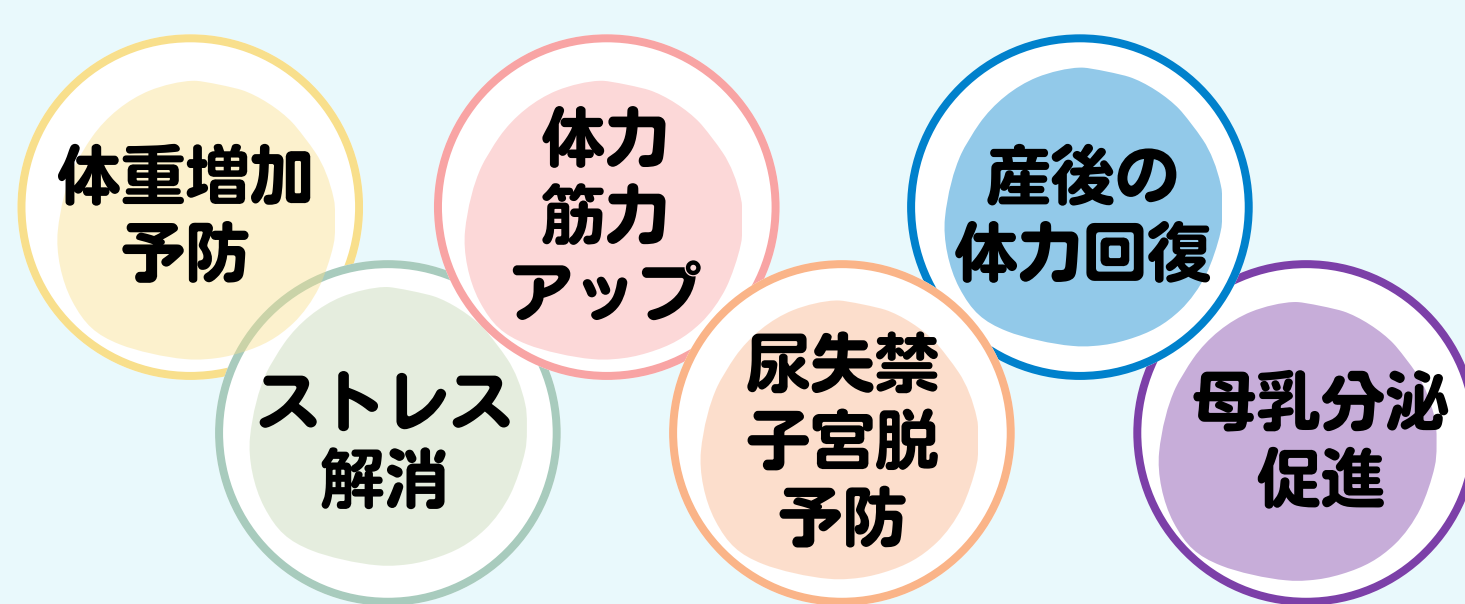 体重増加
予防
ストレス
解消
体力
筋力
アップ
尿失禁
子宮脱
予防
産後の
体力回復
母乳分泌
促進